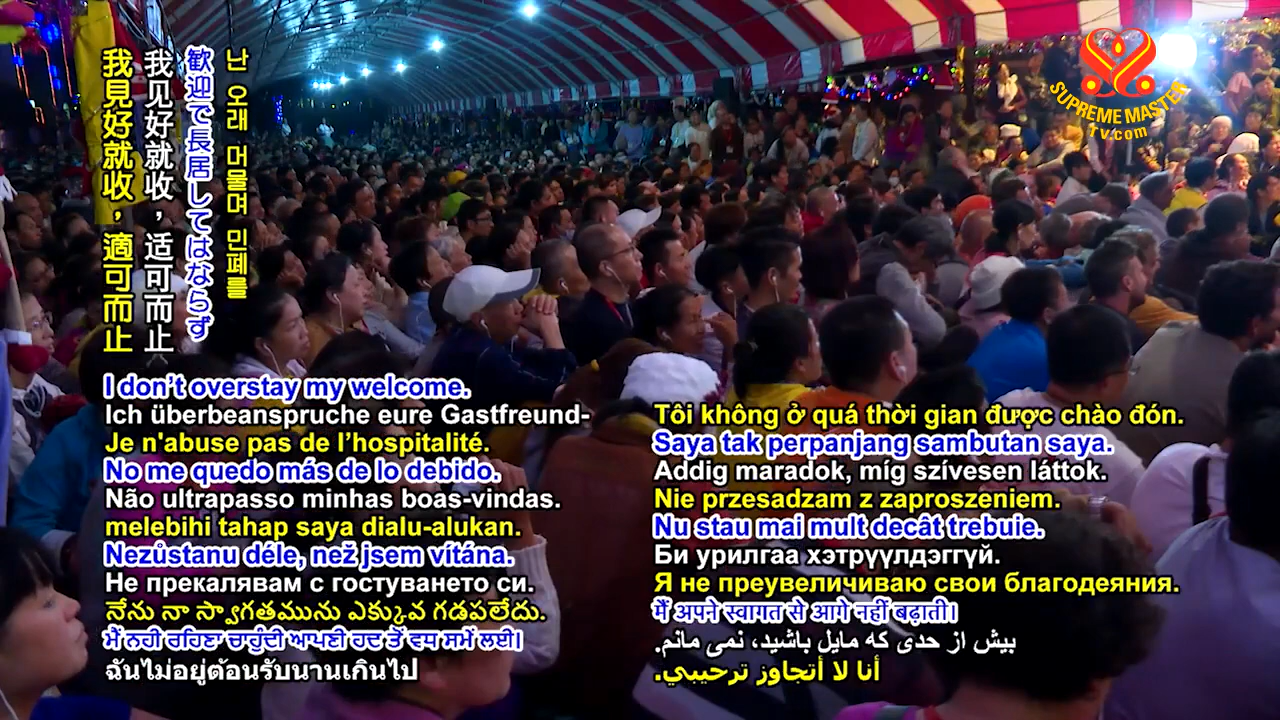 SUPREME MASTER
TV.com
난 오래 머물며 민폐를
歓迎で長居してはならず
我见好就收，适可而止
我見好就收，適可而止
I don't overstay my welcome.
Ich überbeanspruche eure Gastfreund-
Je n'abuse pas de l'hospitalité.
No me quedo más de lo debido.
Não ultrapasso minhas boas-vindas.
melebihi tahap saya dialu-alukan.
Nezůstanu déle, než jsem vítána.
Не прекалявам с гостуването си.
నేను నా స్వాగతమును ఎక్కువ గడపలేదు.
ਮੈਂ ਨਹੀਂ ਰਹਿਣਾ ਚਾਹੁੰਦੀ ਆਪਣੀ ਹਦ ਤੋਂ ਵਧ ਸਮੇਂ ਲਈ।
ฉันไม่อยู่ต้อนรับนานเกินไป
Tôi không ở quá thời gian được chào đón.
Saya tak perpanjang sambutan saya.
Addig maradok, míg szívesen láttok.
Nie przesadzam z zaproszeniem.
Nu stau mai mult decât trebuie.
Би урилгаа хэтрүүлдэггүй.
Я не преувеличиваю свои благодеяния.
मैं अपने स्वागत से आगे नहीं बढ़ाती।
بیش از حدی که مایل باشید، نمی مانم.
أنا لا أتجاوز ترحيبي.